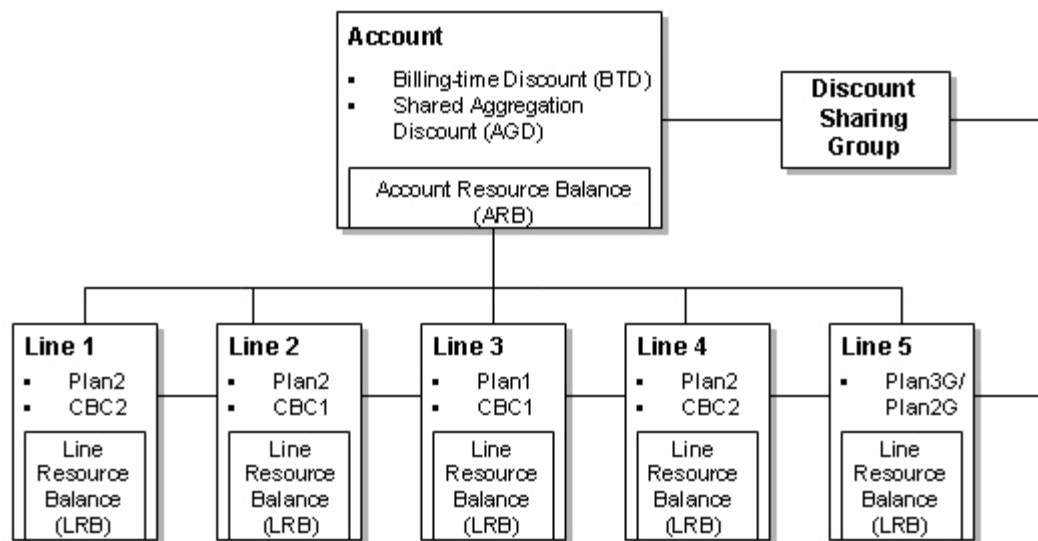 Account
▪ Billing-time Discount (BTD)
▪ Shared Aggregation
Discount (AGD)
Account Resource Balance
(ARB)
Discount
Sharing
Group
Line 1
▪ Plan2
▪ CBC2
Line
Resource
Balance
(LRB)
Line 2
▪ Plan2
▪ CBC1
Line
Resource
Balance
(LRB)
Line 3
▪ Plan1
▪ CBC1
Line
Resource
Balance
(LRB)
Line 4
▪ Plan2
▪ CBC2
Line
Resource
Balance
(LRB)
Line 5
▪ Plan3G/
Plan2G
Line
Resource
Balance
(LRB)